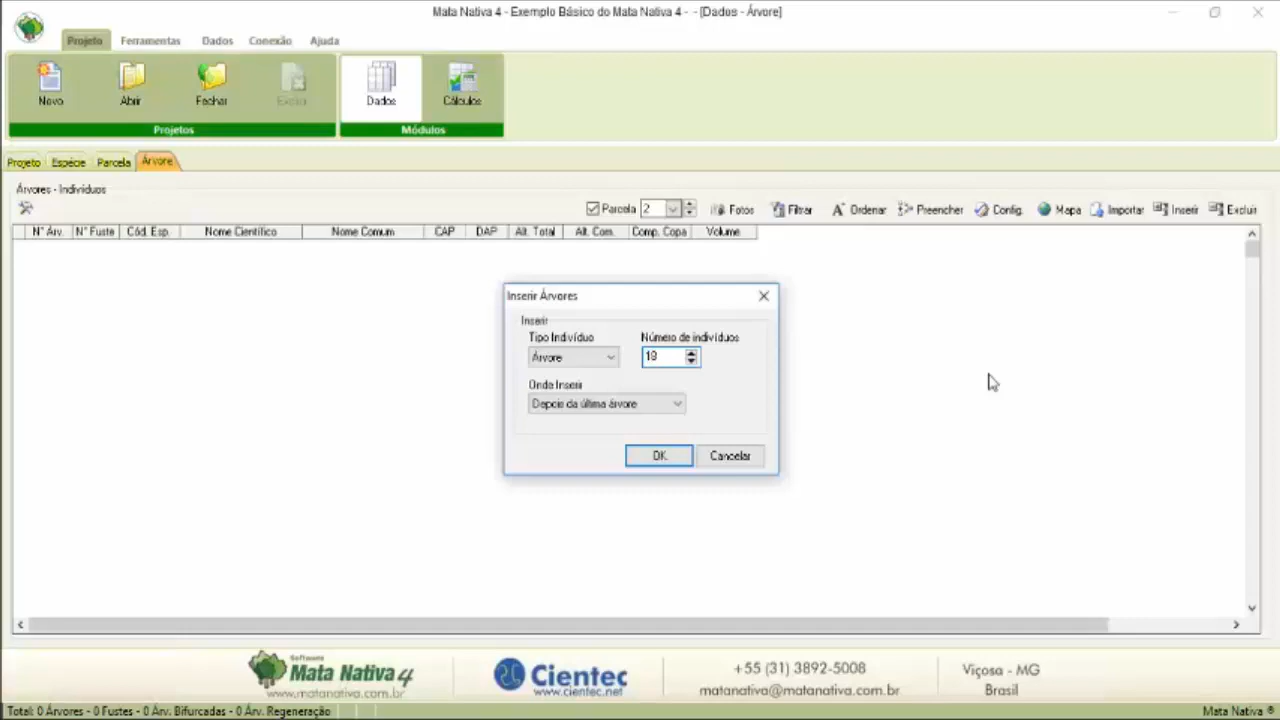 Mata Nativa 4 - Exemplo Básico do Mata Nativa 4 - - [Dados - Árvore]
Projeto Ferramentas Dados Conexão Ajuda
Novo Abrir Fechar Excluir Dados Cálculos
Projetos Módulos
Projeto Espécie Parcela Árvore
Árvores - Indivíduos
Parcela 2 Fotos Filtrar Ordenar Preencher Config. Mapa Importar Inserir Excluir
N° Árv. N° Fuste Cód. Esp. Nome Científico Nome Comum CAP DAP Alt. Total Alt. Com. Comp. Copa Volume
Inserir Árvores
Inserir
Tipo Indivíduo Número de indivíduos
Árvore 18
Onde Inserir
Depois da última árvore
OK Cancelar
Software
Mata Nativa 4
www.matanativa.com.br
Cientec
www.cientec.net
+55 (31) 3892-5008
matanativa@matanativa.com.br
Viçosa - MG
Brasil
Total: 0 Árvores - 0 Fustes - 0 Árv. Bifurcadas - 0 Árv. Regeneração Mata Nativa ®